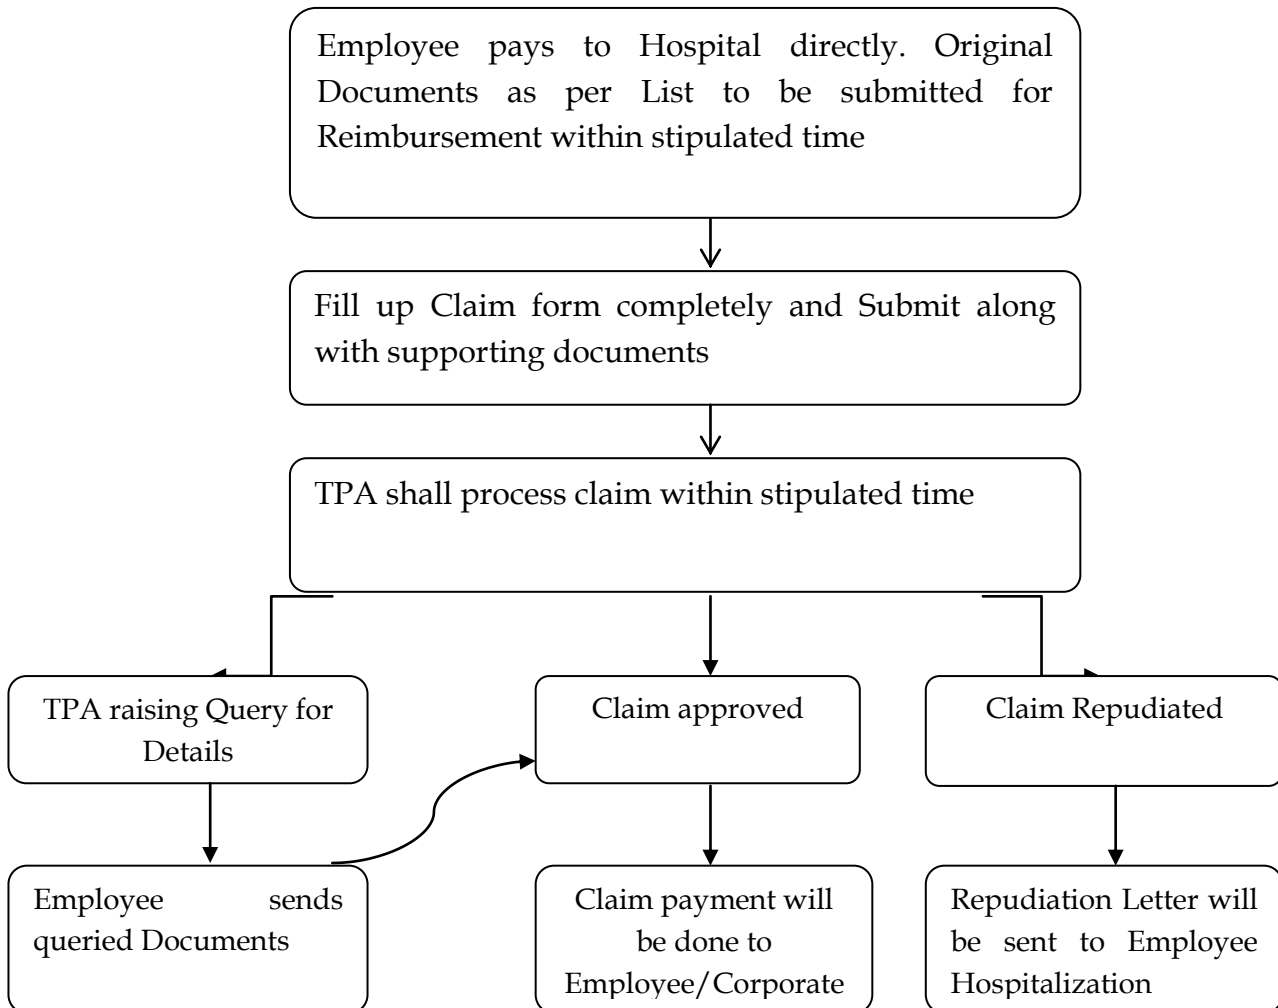 Employee pays to Hospital directly. Original
Documents as per List to be submitted for
Reimbursement within stipulated time
Fill up Claim form completely and Submit along
with supporting documents
TPA shall process claim within stipulated time
TPA raising Query for
Details
Claim approved
Claim Repudiated
Employee sends
queried Documents
Claim payment will
be done to
Employee/Corporate
Repudiation Letter will
be sent to Employee
Hospitalization